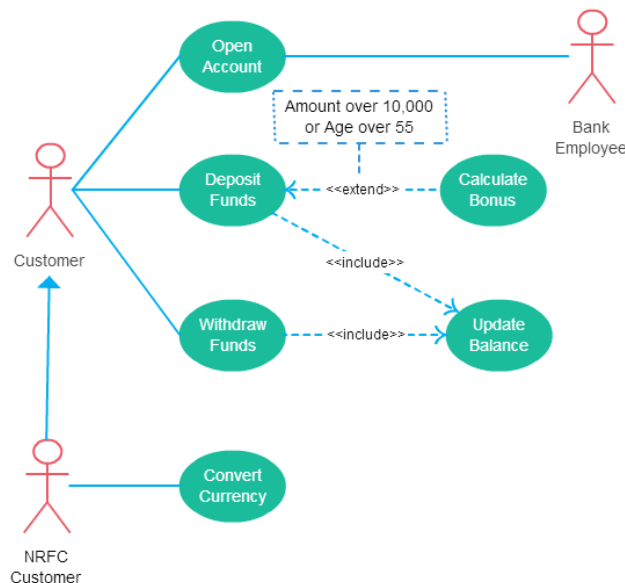 Open
Account
Amount over 10,000
or Age over 55
Bank
Employee
Deposit
Funds
<<extend>>
Calculate
Bonus
Customer
<<include>>
Withdraw
Funds
<<include>>
Update
Balance
Convert
Currency
NRFC
Customer